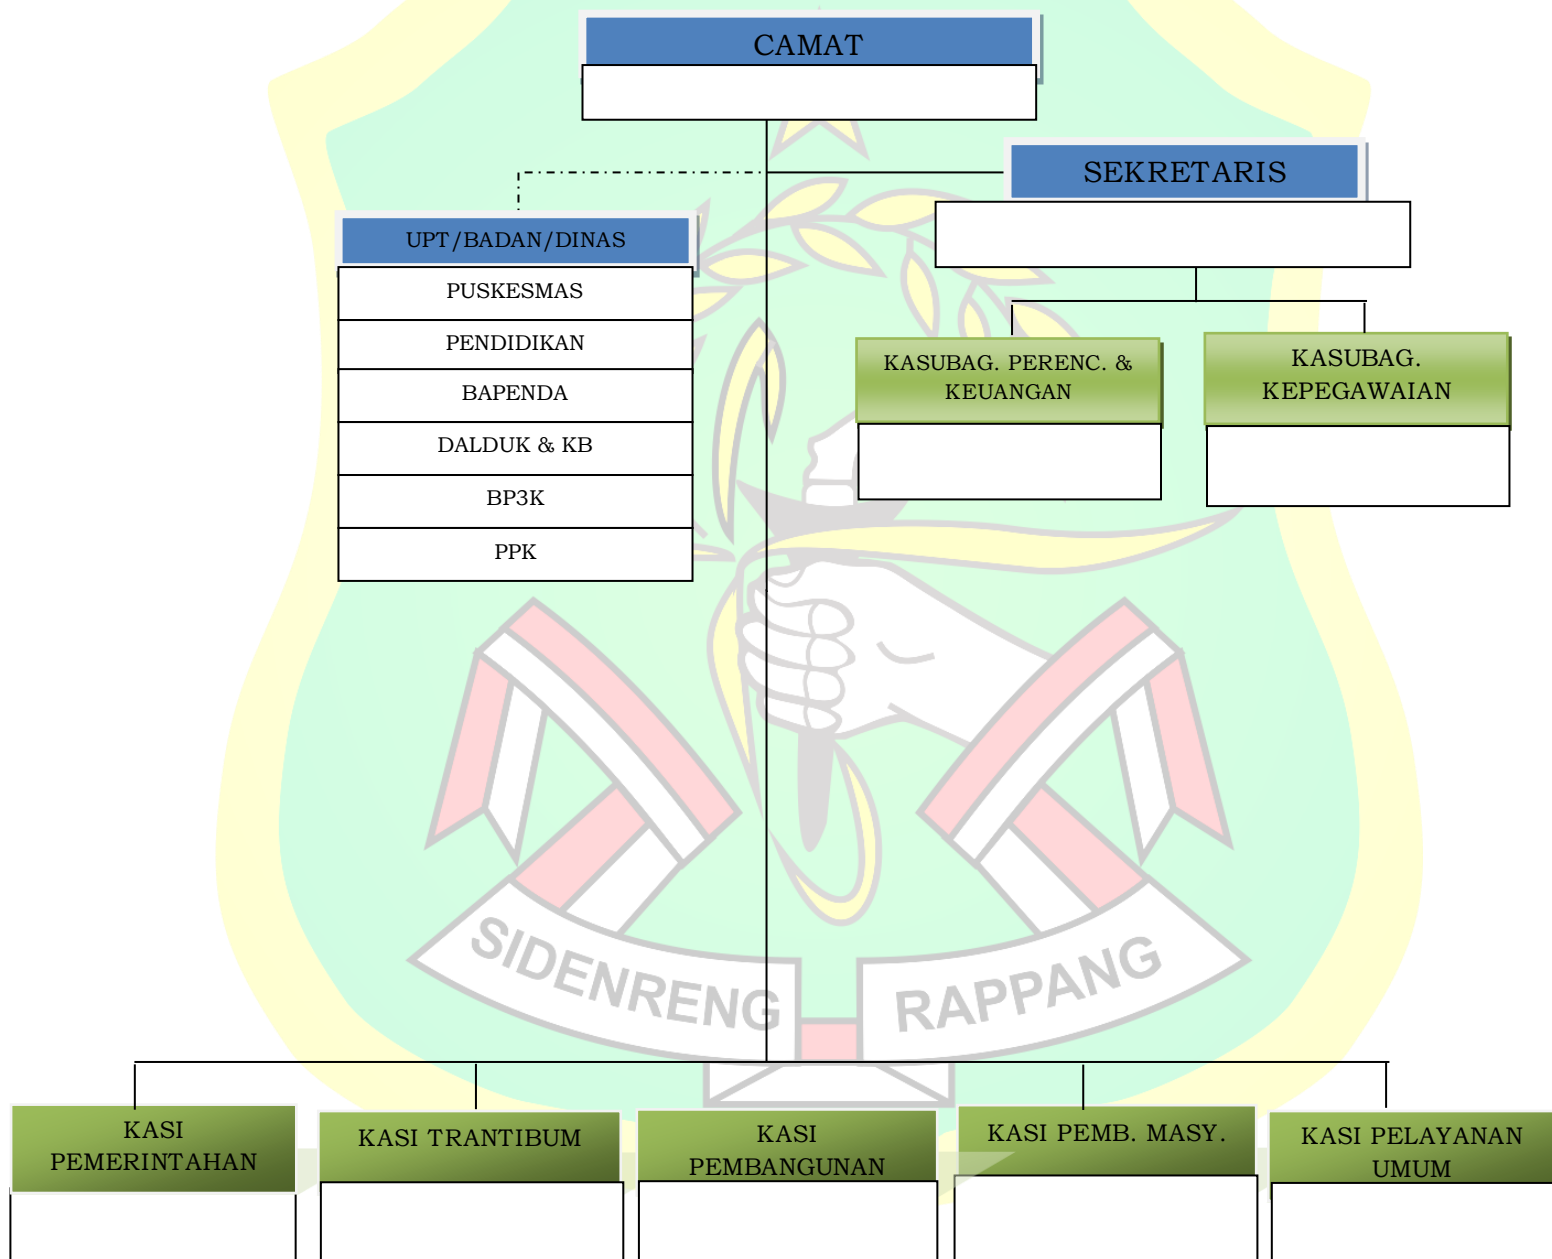 CAMAT
SEKRETARIS
UPT/BADAN/DINAS
PUSKESMAS
PENDIDIKAN
BAPENDA
DALDUK & KB
BP3K
PPK
KASUBAG. PERENC. &
KEUANGAN
KASUBAG.
KEPEGAWAIAN
SIDENRENG
RAPPANG
KASI
PEMERINTAHAN
KASI TRANTIBUM
KASI
PEMBANGUNAN
KASI PEMB. MASY.
KASI PELAYANAN
UMUM